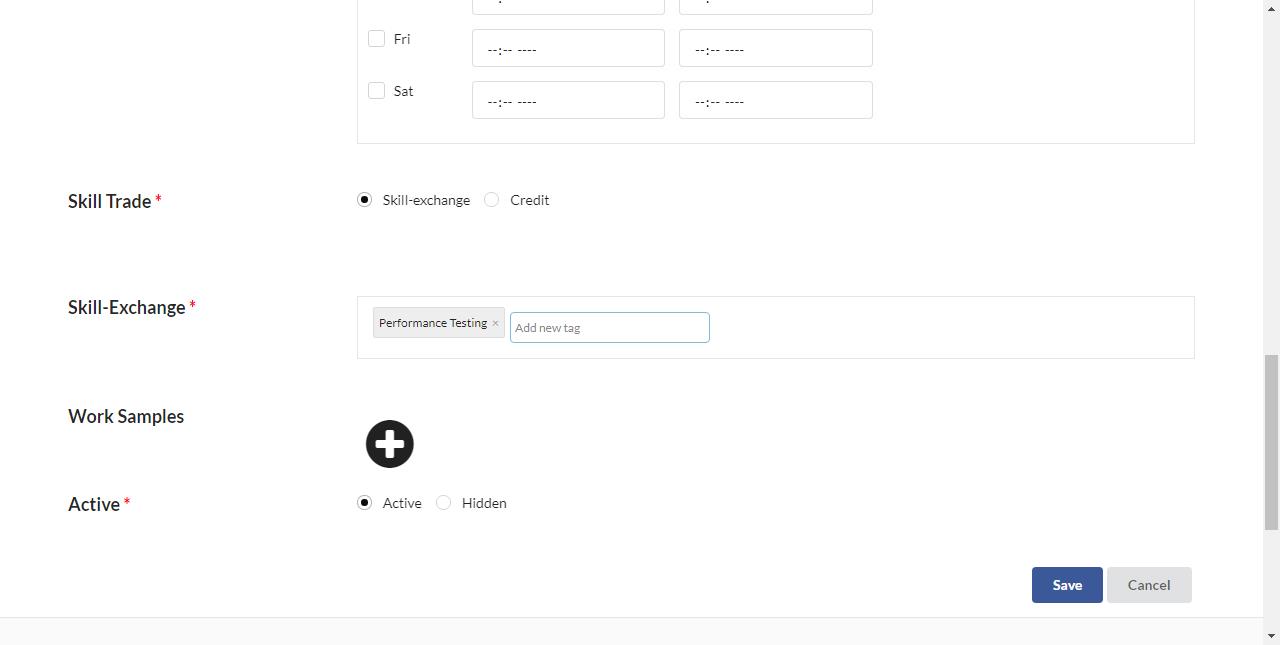 Fri --:-- ---- --:-- ----
Sat --:-- ---- --:-- ----
Skill Trade * Skill-exchange Credit
Skill-Exchange * Performance Testing × Add new tag
Work Samples
Active * Active Hidden
Save Cancel